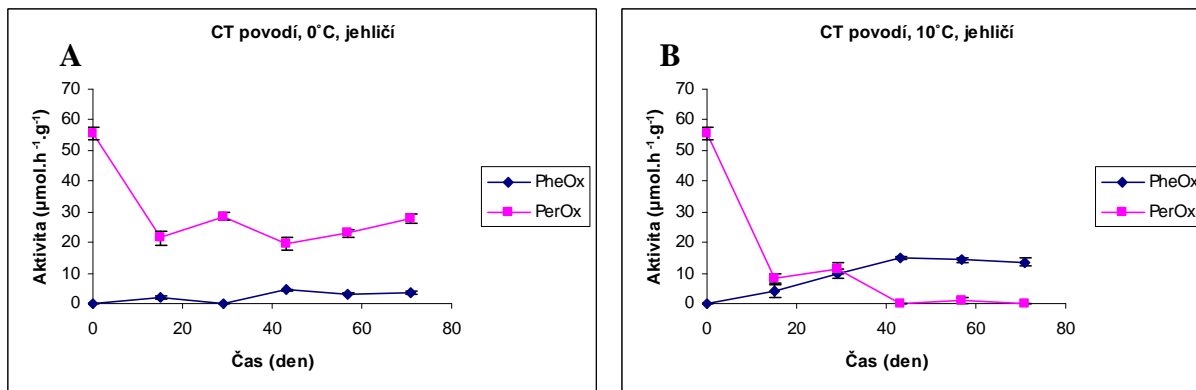 CT povodí, 0˚C, jehličí
A
Aktivita (µmol.h⁻¹.g⁻¹)
70
60
50
40
30
20
10
0
0 20 40 60 80
Čas (den)
PheOx
PerOx
CT povodí, 10˚C, jehličí
B
Aktivita (µmol.h⁻¹.g⁻¹)
70
60
50
40
30
20
10
0
0 20 40 60 80
Čas (den)
PheOx
PerOx